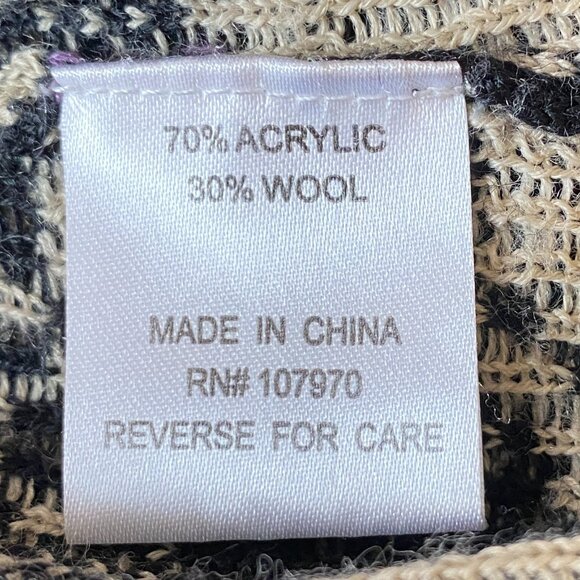 70% ACRYLIC
30% WOOL
MADE IN CHINA
RN# 107970
REVERSE FOR CARE